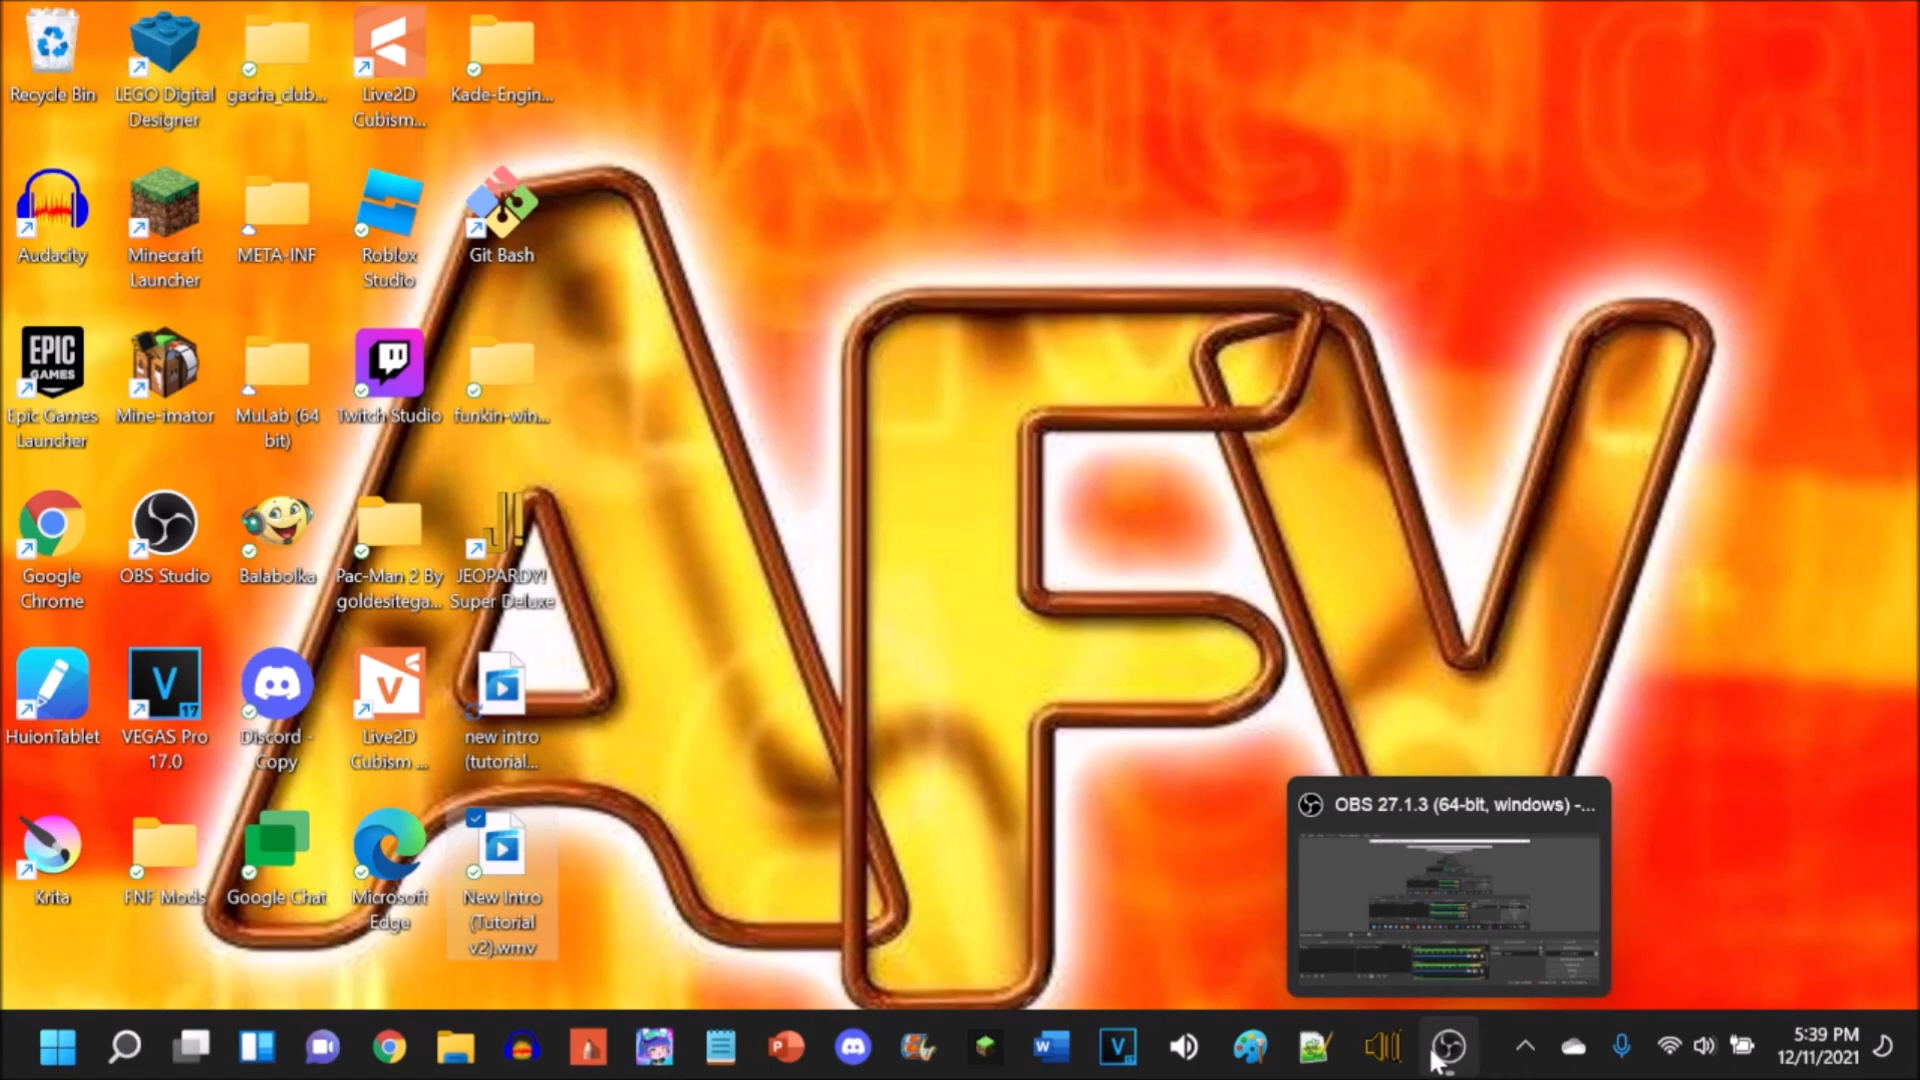 Recycle Bin
LEGO Digital
Designer
gacha_club...
Live2D
Cubism...
Kade-Engin...
Audacity
Minecraft
Launcher
META-INF
Roblox
Studio
Git Bash
EPIC
GAMES
Epic Games
Launcher
Mine-imator
MuLab (64
bit)
Twitch Studio
funkin-win...
Google
Chrome
OBS Studio
Balabolka
Pac-Man 2 By
goldesitega...
J!
JEOPARDY!
Super Deluxe
HuionTablet
V
17
VEGAS Pro
17.0
Discord -
Copy
V
Live2D
Cubism ...
new intro
(tutorial...
Krita
FNF Mods
Google Chat
Microsoft
Edge
New Intro
(Tutorial
v2).wmv
America
AFV
OBS 27.1.3 (64-bit, windows) -...
P
W
V
5:39 PM
12/11/2021